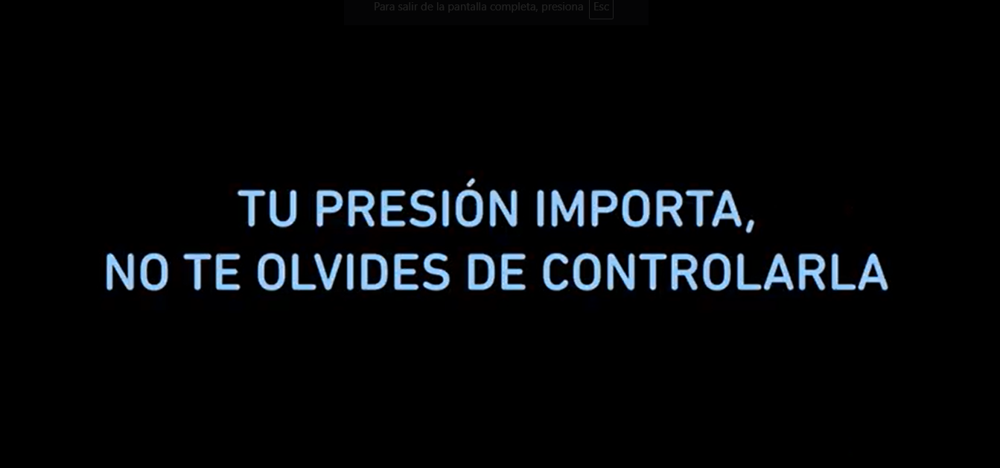 Para salir de la pantalla completa, presiona Esc
TU PRESIÓN IMPORTA,
NO TE OLVIDES DE CONTROLARLA